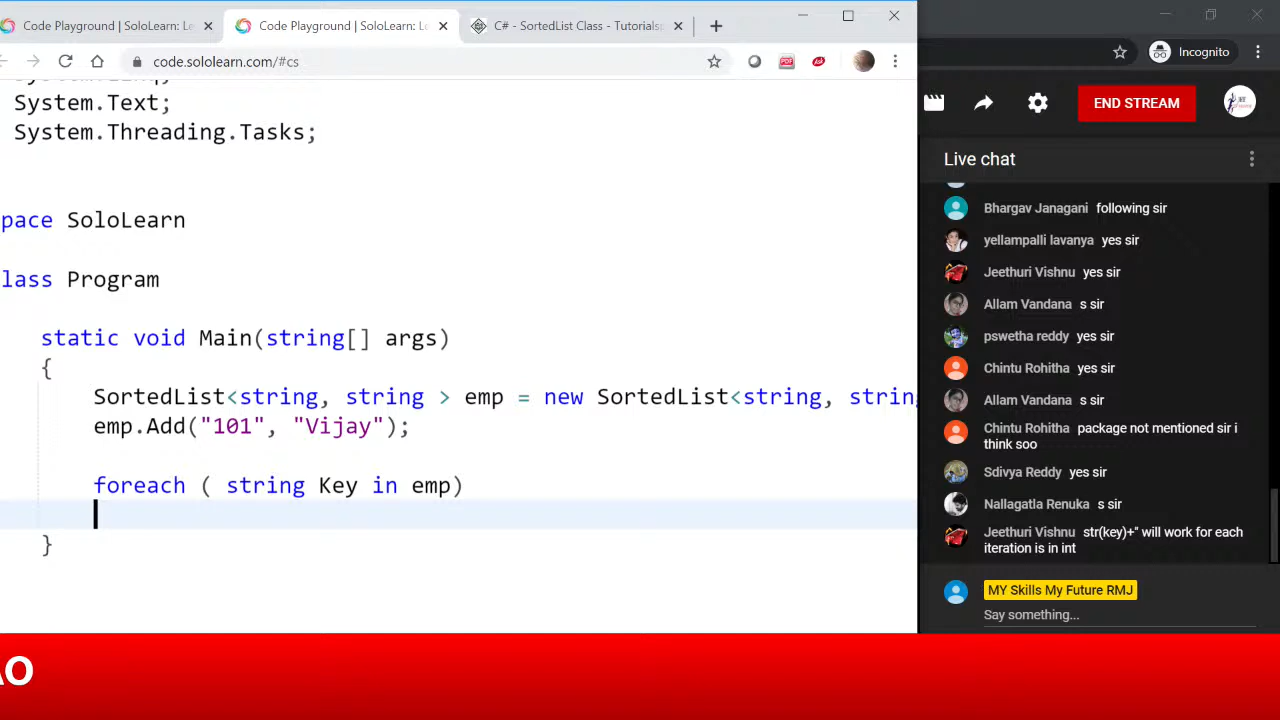 Code Playground | SoloLearn: Le
Code Playground | SoloLearn: Le
C# - SortedList Class - Tutorials
code.sololearn.com/#cs
PDF
Incognito
System.Text;
System.Threading.Tasks;
pace SoloLearn
lass Program
static void Main(string[] args)
{
SortedList<string, string > emp = new SortedList<string, string
emp.Add("101", "Vijay");
foreach ( string Key in emp)
}
END STREAM
Live chat
Bhargav Janagani following sir
yellampalli lavanya yes sir
Jeethuri Vishnu yes sir
Allam Vandana s sir
pswetha reddy yes sir
Chintu Rohitha yes sir
Allam Vandana s sir
Chintu Rohitha package not mentioned sir i
think soo
Sdivya Reddy yes sir
Nallagatla Renuka s sir
Jeethuri Vishnu str(key)+" will work for each
iteration is in int
MY Skills My Future RMJ
Say something...
AO